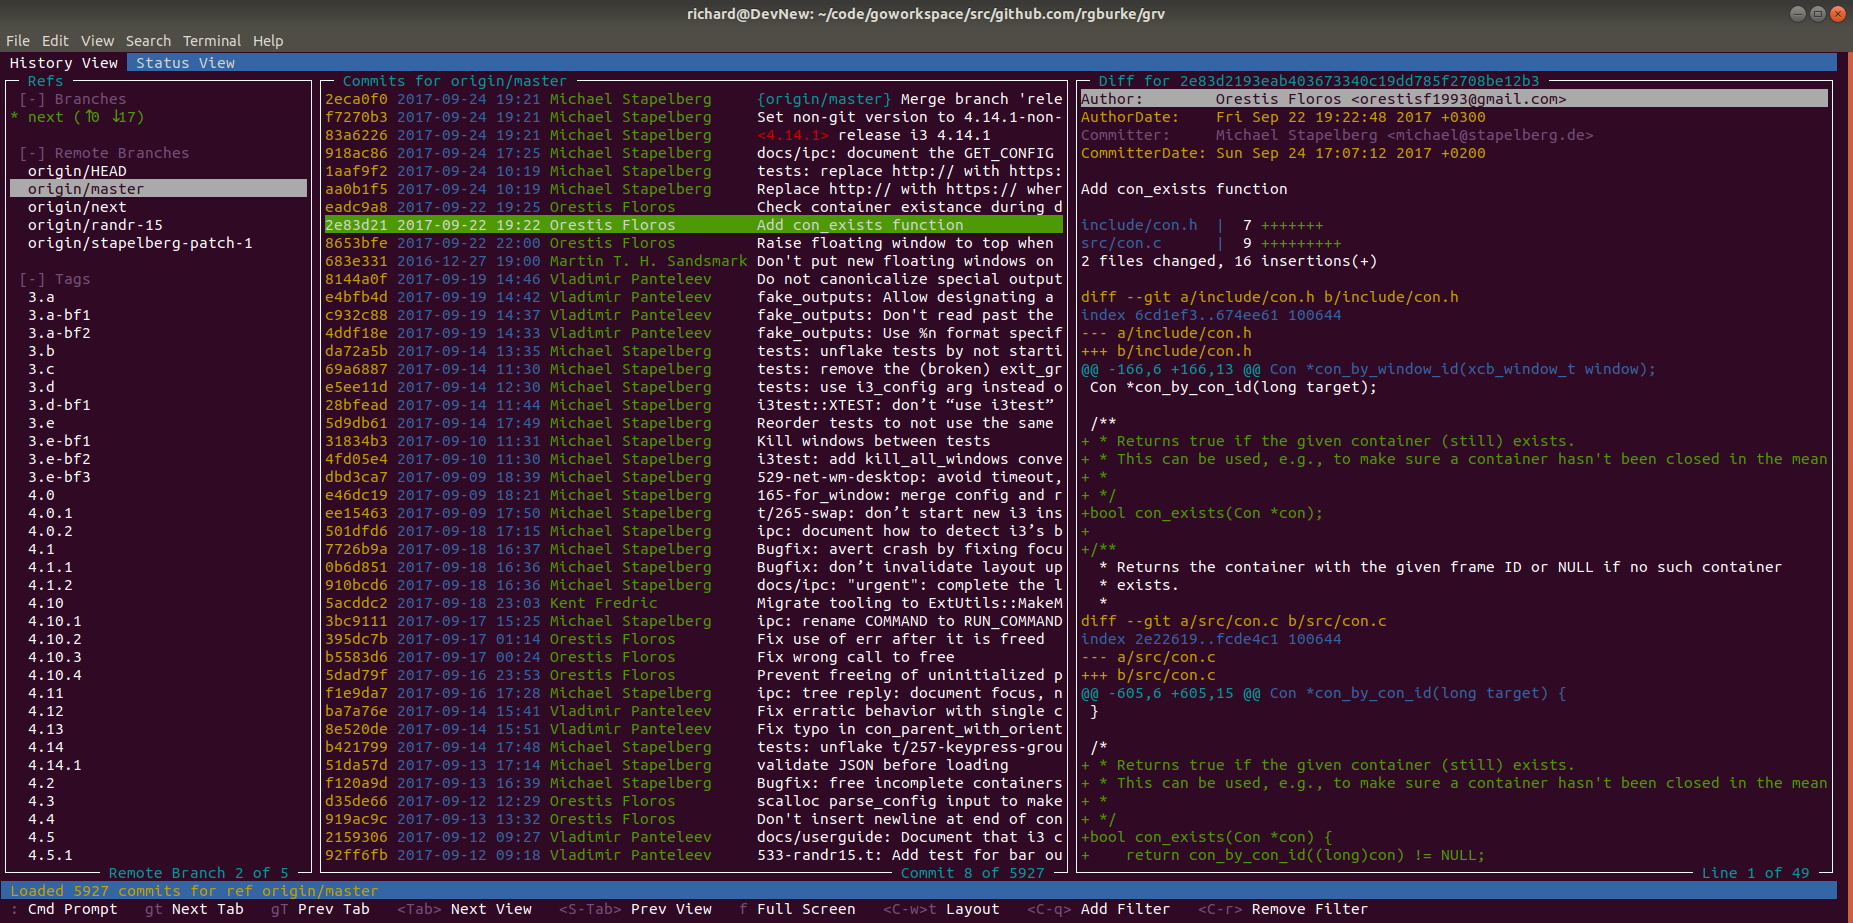 richard@DevNew: ~/code/goworkspace/src/github.com/rgburke/grv
File Edit View Search Terminal Help
History View Status View
Refs
[-] Branches
* next (↑0 ↓17)
[-] Remote Branches
origin/HEAD
origin/master
origin/next
origin/randr-15
origin/stapelberg-patch-1
[-] Tags
3.a
3.a-bf1
3.a-bf2
3.b
3.c
3.d
3.d-bf1
3.e
3.e-bf1
3.e-bf2
3.e-bf3
4.0
4.0.1
4.0.2
4.1
4.1.1
4.1.2
4.10
4.10.1
4.10.2
4.10.3
4.10.4
4.11
4.12
4.13
4.14
4.14.1
4.2
4.3
4.4
4.5
4.5.1
Remote Branch 2 of 5
Commits for origin/master
2eca0f0 2017-09-24 19:21 Michael Stapelberg {origin/master} Merge branch 'rele
f7270b3 2017-09-24 19:21 Michael Stapelberg Set non-git version to 4.14.1-non-
83a6226 2017-09-24 19:21 Michael Stapelberg <4.14.1> release i3 4.14.1
918ac86 2017-09-24 17:25 Michael Stapelberg docs/ipc: document the GET_CONFIG
1aaf9f2 2017-09-24 10:19 Michael Stapelberg tests: replace http:// with https:
aa0b1f5 2017-09-24 10:19 Michael Stapelberg Replace http:// with https:// wher
eadc9a8 2017-09-22 19:25 Orestis Floros Check container existance during d
2e83d21 2017-09-22 19:22 Orestis Floros Add con_exists function
8653bfe 2017-09-22 22:00 Orestis Floros Raise floating window to top when
683e331 2016-12-27 19:00 Martin T. H. Sandsmark Don't put new floating windows on
8144a0f 2017-09-19 14:46 Vladimir Panteleev Do not canonicalize special output
e4bfb4d 2017-09-19 14:42 Vladimir Panteleev fake_outputs: Allow designating a
c932c88 2017-09-19 14:37 Vladimir Panteleev fake_outputs: Don't read past the
4ddf18e 2017-09-19 14:33 Vladimir Panteleev fake_outputs: Use %n format specif
da72a5b 2017-09-14 13:35 Michael Stapelberg tests: unflake tests by not starti
69a6887 2017-09-14 11:30 Michael Stapelberg tests: remove the (broken) exit_gr
e5ee11d 2017-09-14 12:30 Michael Stapelberg tests: use i3_config arg instead o
28bfead 2017-09-14 11:44 Michael Stapelberg i3test::XTEST: don’t “use i3test”
5d9db61 2017-09-14 17:49 Michael Stapelberg Reorder tests to not use the same
31834b3 2017-09-10 11:31 Michael Stapelberg Kill windows between tests
4fd05e4 2017-09-10 11:30 Michael Stapelberg i3test: add kill_all_windows conve
dbd3ca7 2017-09-09 18:39 Michael Stapelberg 529-net-wm-desktop: avoid timeout,
e46dc19 2017-09-09 18:21 Michael Stapelberg 165-for_window: merge config and r
ee15463 2017-09-09 17:50 Michael Stapelberg t/265-swap: don’t start new i3 ins
501dfd6 2017-09-18 17:15 Michael Stapelberg ipc: document how to detect i3’s b
7726b9a 2017-09-18 16:37 Michael Stapelberg Bugfix: avert crash by fixing focu
0b6d851 2017-09-18 16:36 Michael Stapelberg Bugfix: don’t invalidate layout up
910bcd6 2017-09-18 16:36 Michael Stapelberg docs/ipc: "urgent": complete the l
5acddc2 2017-09-18 23:03 Kent Fredric Migrate tooling to ExtUtils::MakeM
3bc9111 2017-09-17 15:25 Michael Stapelberg ipc: rename COMMAND to RUN_COMMAND
395dc7b 2017-09-17 01:14 Orestis Floros Fix use of err after it is freed
b5583d6 2017-09-17 00:24 Orestis Floros Fix wrong call to free
5dad79f 2017-09-16 23:53 Orestis Floros Prevent freeing of uninitialized p
f1e9da7 2017-09-16 17:28 Michael Stapelberg ipc: tree reply: document focus, n
ba7a76e 2017-09-14 15:41 Vladimir Panteleev Fix erratic behavior with single c
8e520de 2017-09-14 15:51 Vladimir Panteleev Fix typo in con_parent_with_orient
b421799 2017-09-14 17:48 Michael Stapelberg tests: unflake t/257-keypress-grou
51da57d 2017-09-13 17:14 Michael Stapelberg validate JSON before loading
f120a9d 2017-09-13 16:39 Michael Stapelberg Bugfix: free incomplete containers
d35de66 2017-09-12 12:29 Orestis Floros scalloc parse_config input to make
919ac9c 2017-09-13 13:32 Orestis Floros Don't insert newline at end of con
2159306 2017-09-12 09:27 Vladimir Panteleev docs/userguide: Document that i3 c
92ff6fb 2017-09-12 09:18 Vladimir Panteleev 533-randr15.t: Add test for bar ou
Commit 8 of 5927
Diff for 2e83d2193eab403673340c19dd785f2708be12b3
Author: Orestis Floros <orestisf1993@gmail.com>
AuthorDate: Fri Sep 22 19:22:48 2017 +0300
Committer: Michael Stapelberg <michael@stapelberg.de>
CommitterDate: Sun Sep 24 17:07:12 2017 +0200
Add con_exists function
include/con.h | 7 +++++++
src/con.c | 9 +++++++++
2 files changed, 16 insertions(+)
diff --git a/include/con.h b/include/con.h
index 6cd1ef3..674ee61 100644
--- a/include/con.h
+++ b/include/con.h
@@ -166,6 +166,13 @@ Con *con_by_window_id(xcb_window_t window);
Con *con_by_con_id(long target);
/**
+ * Returns true if the given container (still) exists.
+ * This can be used, e.g., to make sure a container hasn't been closed in the mean
+ *
+ */
+bool con_exists(Con *con);
+
+/**
* Returns the container with the given frame ID or NULL if no such container
* exists.
*
diff --git a/src/con.c b/src/con.c
index 2e22619..fcde4c1 100644
--- a/src/con.c
+++ b/src/con.c
@@ -605,6 +605,15 @@ Con *con_by_con_id(long target) {
}
/*
+ * Returns true if the given container (still) exists.
+ * This can be used, e.g., to make sure a container hasn't been closed in the mean
+ *
+ */
+bool con_exists(Con *con) {
+ return con_by_con_id((long)con) != NULL;
Line 1 of 49
Loaded 5927 commits for ref origin/master
: Cmd Prompt gt Next Tab gT Prev Tab <Tab> Next View <S-Tab> Prev View f Full Screen <C-w>t Layout <C-q> Add Filter <C-r> Remove Filter